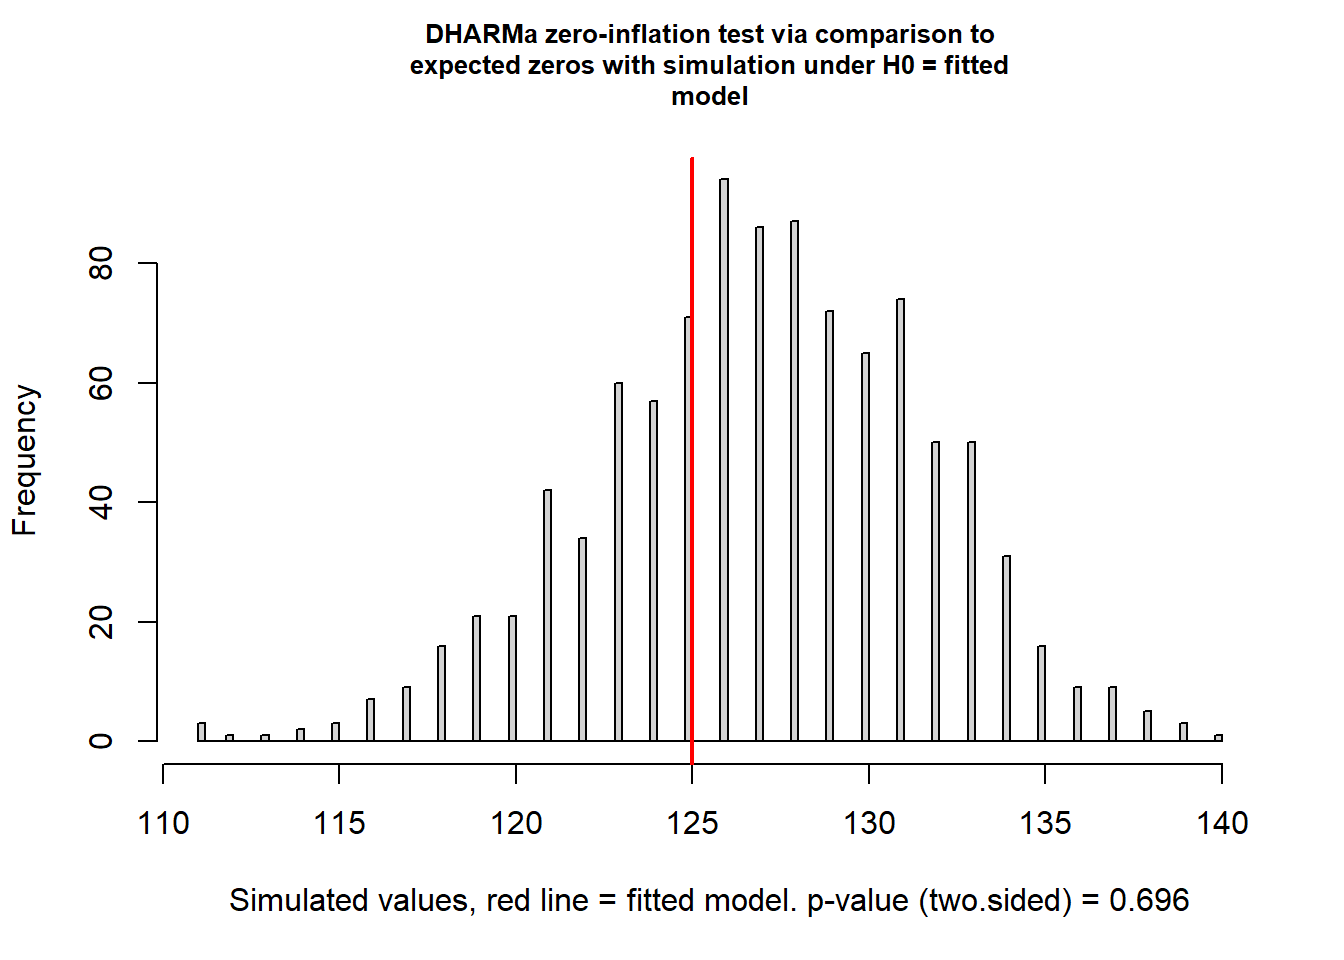 DHARMa zero-inflation test via comparison to
expected zeros with simulation under H0 = fitted
model
Frequency
80
60
40
20
0
110 115 120 125 130 135 140
Simulated values, red line = fitted model. p-value (two.sided) = 0.696